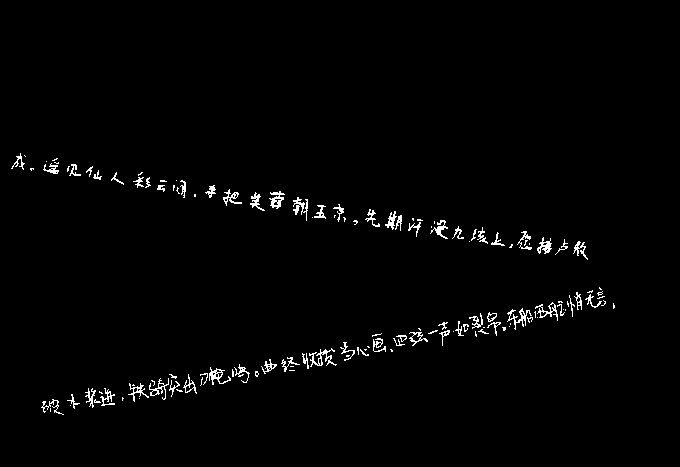 成。遥见仙人彩云间，手把芙蓉朝玉京。先期汗漫九垓上，愿接卢敖
破水浆迸，铁骑突出刀枪鸣。曲终收拨当心画，四弦一声如裂帛。东船西舫悄无言，